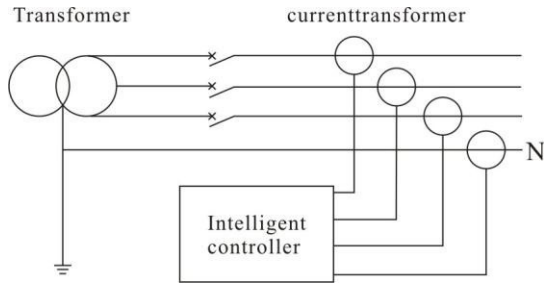 Transformer
currenttransformer
N
Intelligent
controller